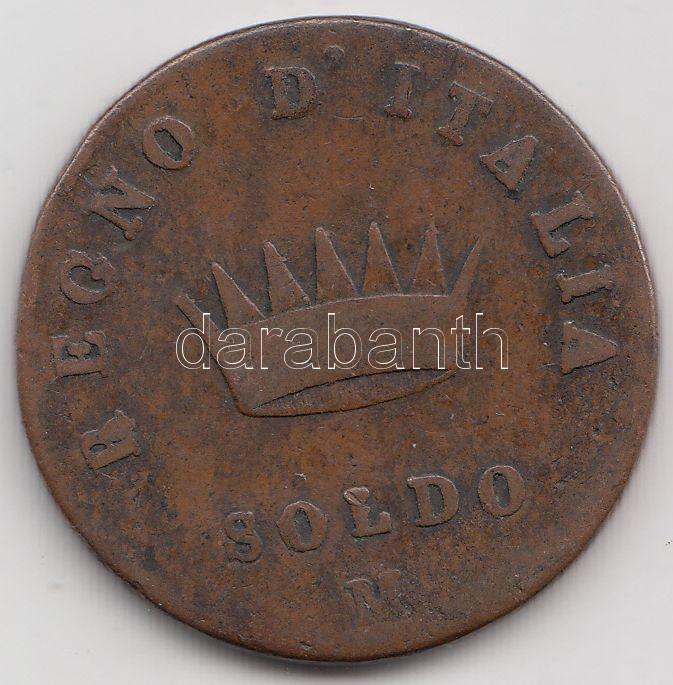 REGNO D'ITALIA
darabanth
SOLDO
M